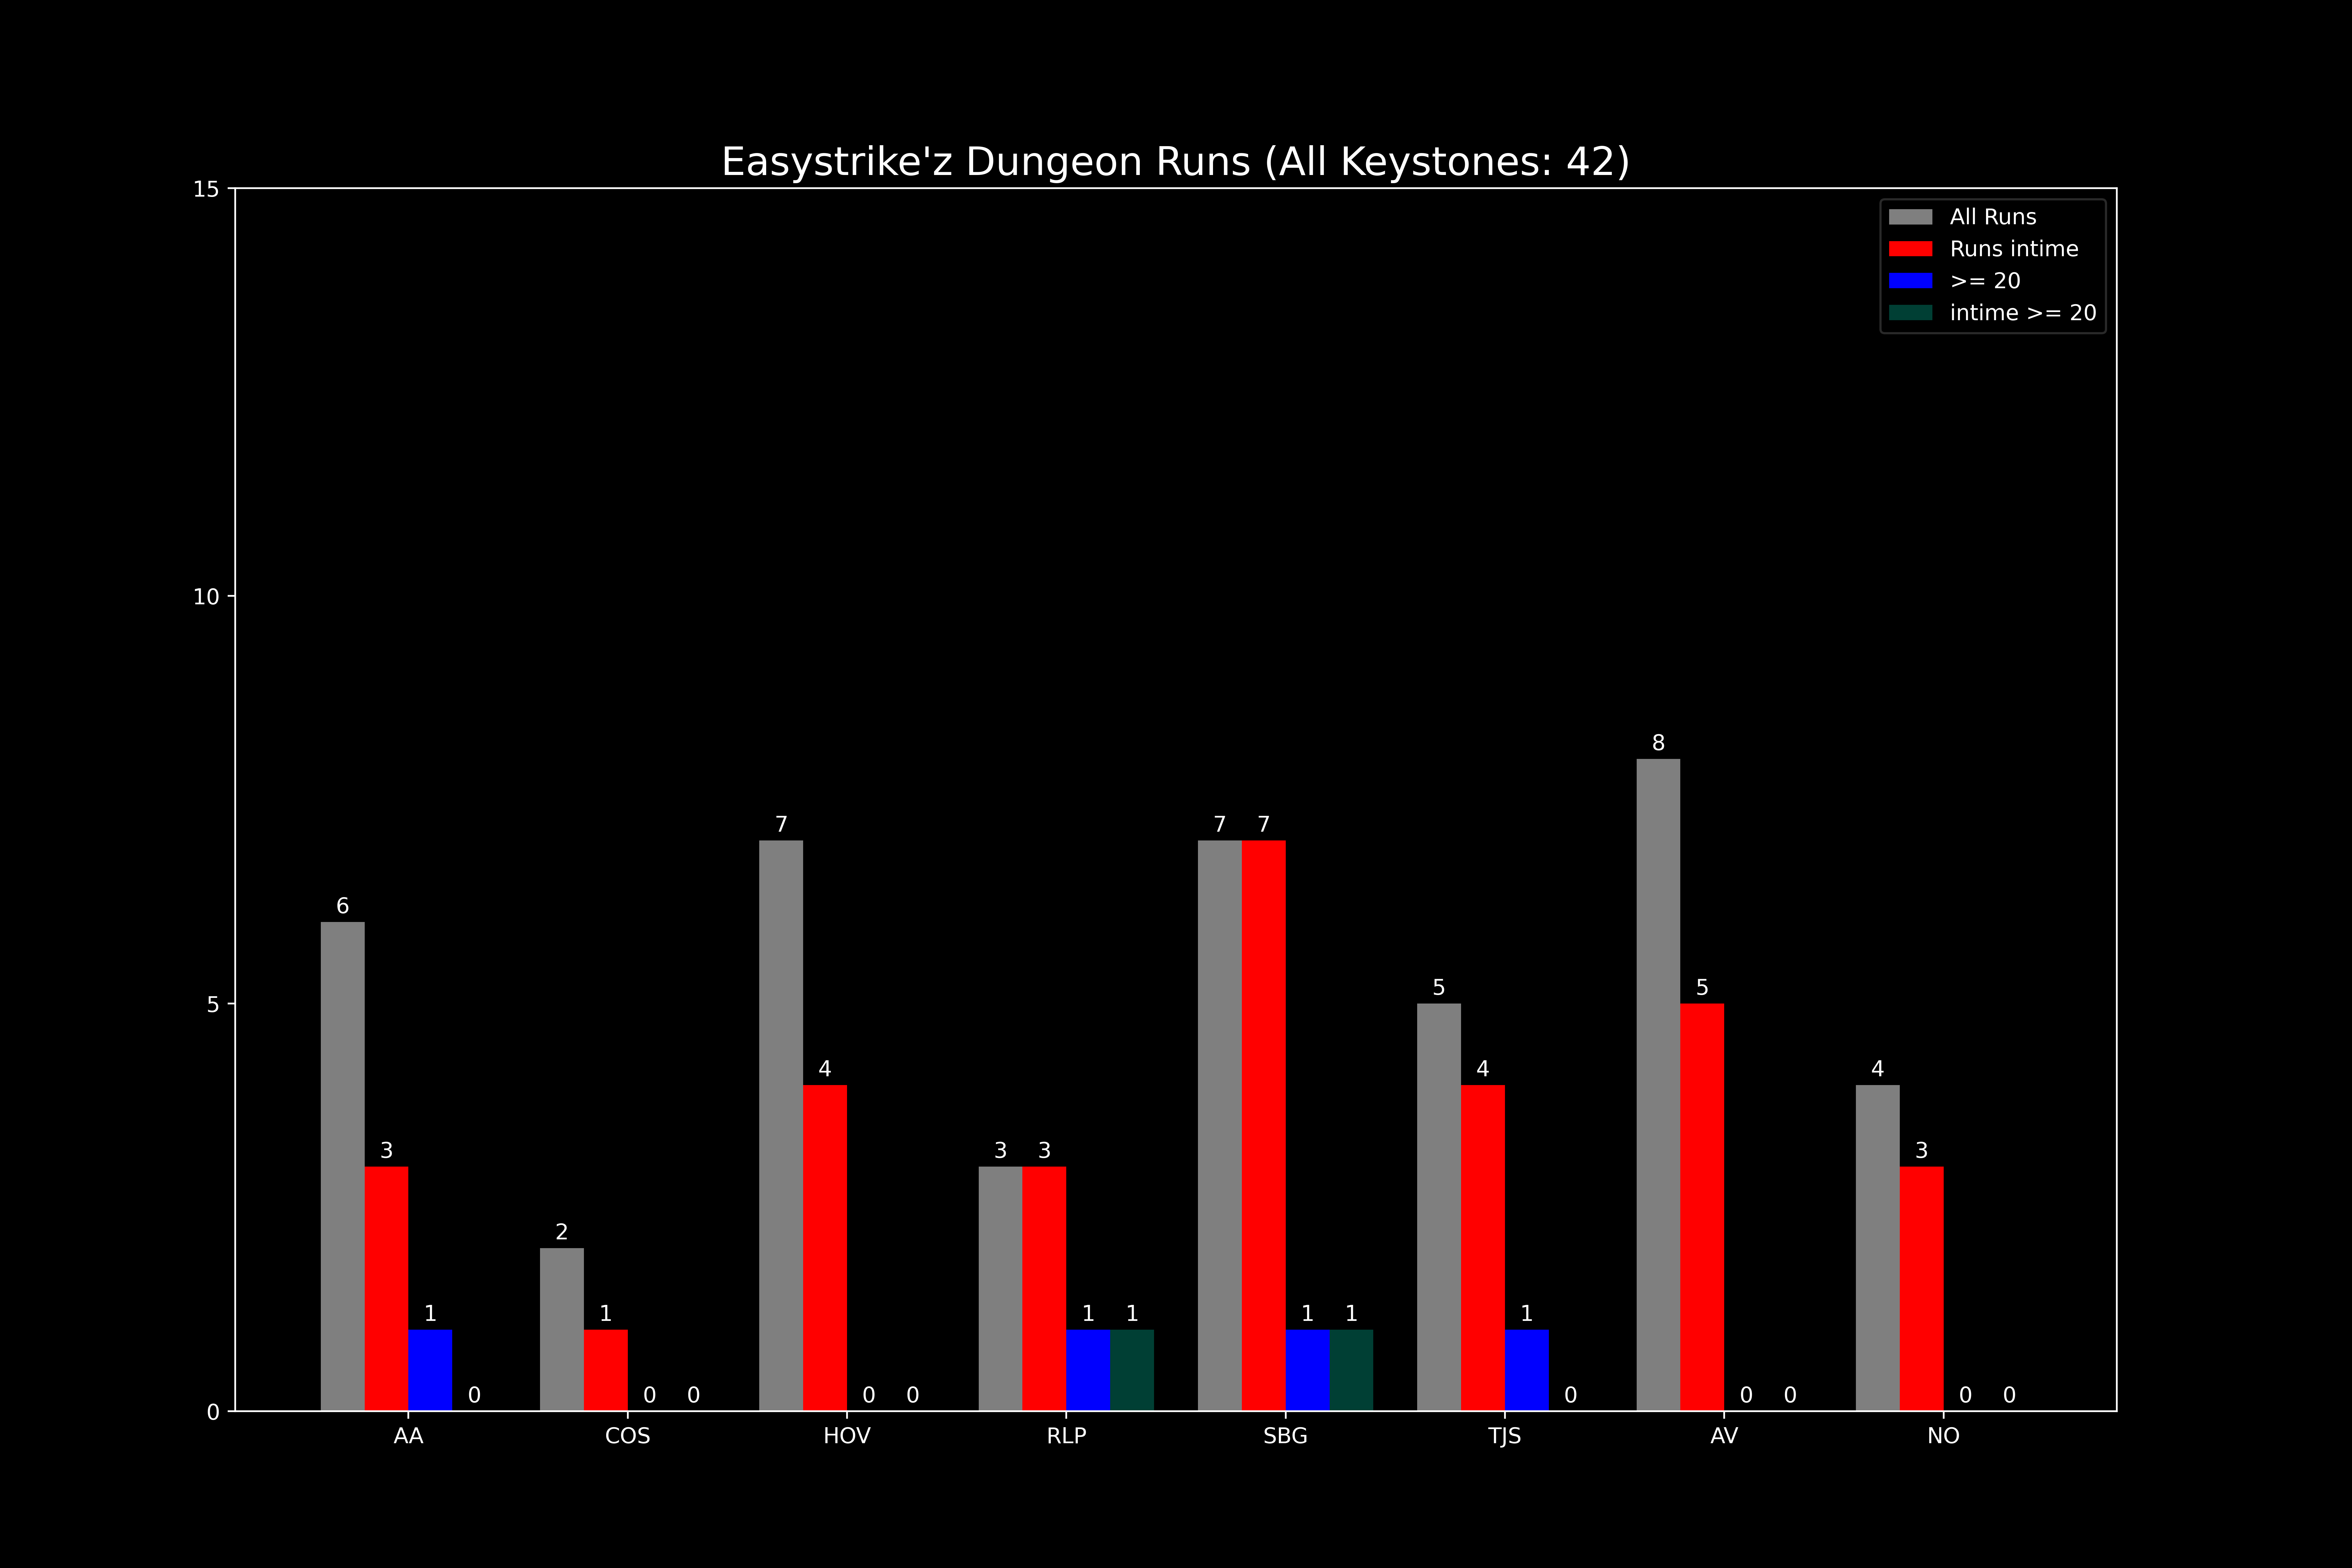 Easystrike'z Dungeon Runs (All Keystones: 42)
15
10
5
0
All Runs
Runs intime
>= 20
intime >= 20
6 3 1 0
2 1 0 0
7 4 0 0
3 3 1 1
7 7 1 1
5 4 1 0
8 5 0 0
4 3 0 0
AA COS HOV RLP SBG TJS AV NO